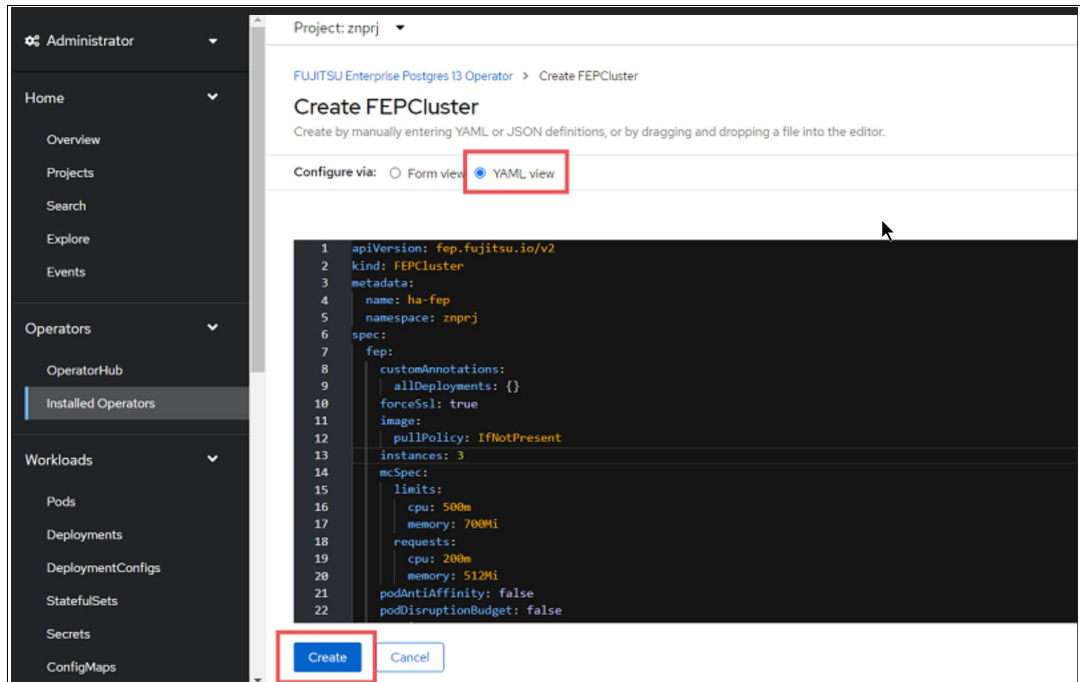 Administrator
Home
Overview
Projects
Search
Explore
Events
Operators
OperatorHub
Installed Operators
Workloads
Pods
Deployments
DeploymentConfigs
StatefulSets
Secrets
ConfigMaps
Project: znprj
FUJITSU Enterprise Postgres 13 Operator > Create FEPCluster
Create FEPCluster
Create by manually entering YAML or JSON definitions, or by dragging and dropping a file into the editor.
Configure via: Form view YAML view
1 apiVersion: fep.fujitsu.io/v2
2 kind: FEPCluster
3 metadata:
4 name: ha-fep
5 namespace: znprj
6 spec:
7 fep:
8 customAnnotations:
9 allDeployments: {}
10 forceSsl: true
11 image:
12 pullPolicy: IfNotPresent
13 instances: 3
14 mcSpec:
15 limits:
16 cpu: 500m
17 memory: 700Mi
18 requests:
19 cpu: 200m
20 memory: 512Mi
21 podAntiAffinity: false
22 podDisruptionBudget: false
Create Cancel